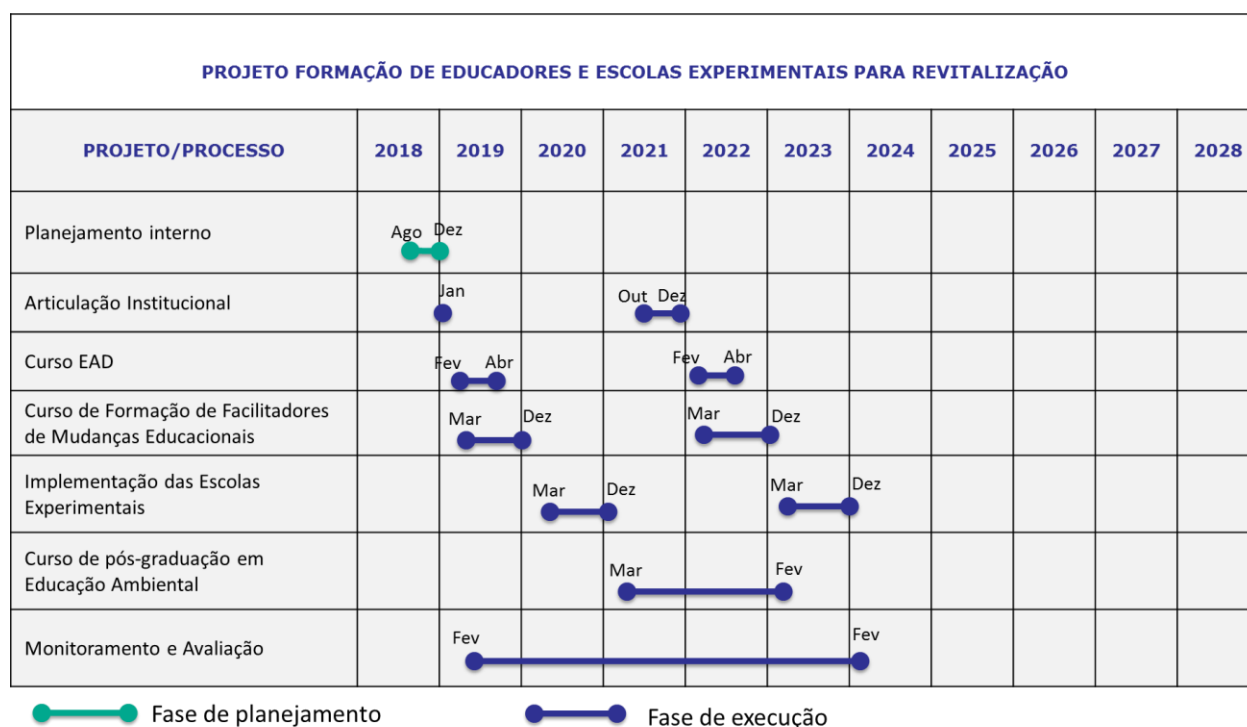 PROJETO FORMAÇÃO DE EDUCADORES E ESCOLAS EXPERIMENTAIS PARA REVITALIZAÇÃO
PROJETO/PROCESSO 2018 2019 2020 2021 2022 2023 2024 2025 2026 2027 2028
Planejamento interno
Ago Dez
Articulação Institucional
Jan Out Dez
Curso EAD
Fev Abr Fev Abr
Curso de Formação de Facilitadores
de Mudanças Educacionais
Mar Dez Mar Dez
Implementação das Escolas
Experimentais
Mar Dez Mar Dez
Curso de pós-graduação em
Educação Ambiental
Mar Fev
Monitoramento e Avaliação
Fev Fev
Fase de planejamento Fase de execução